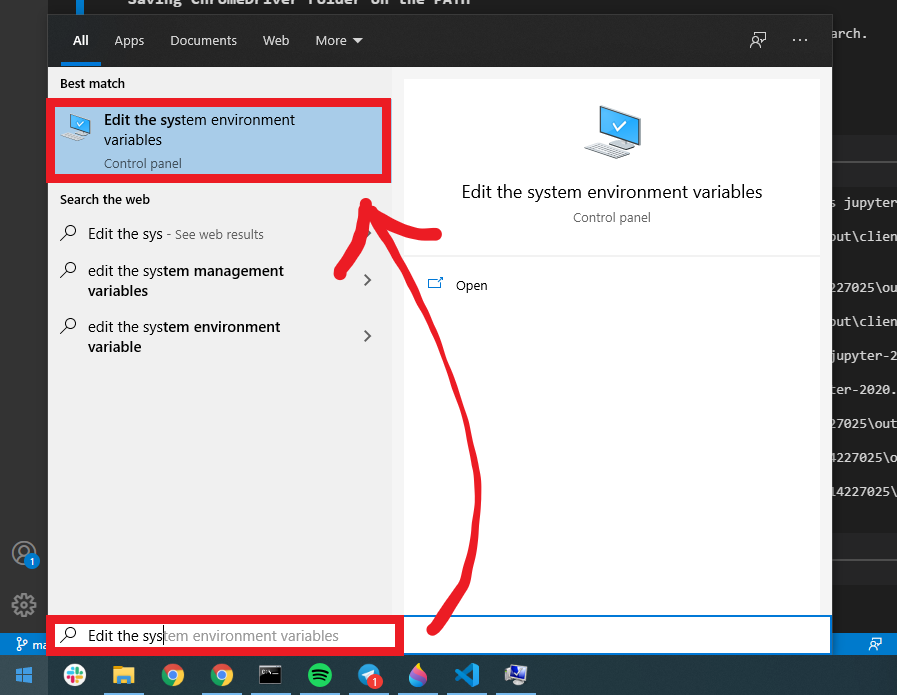 Saving ChromeDriver folder on the PATH
All Apps Documents Web More
arch.
Best match
Edit the system environment
variables
Control panel
Search the web
Edit the sys - See web results
edit the system management
variables
edit the system environment
variable
Edit the system environment variables
Control panel
Open
s jupyter
out\clien
227025\ou
out\clien
jupyter-2
ter-2020.
27025\out
4227025\o
14227025\
1
ma
Edit the system environment variables
1